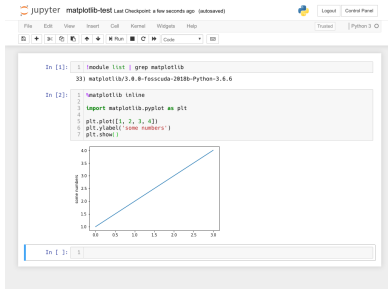 jupyter matplotlib-test Last Checkpoint: a few seconds ago (autosaved)
Logout Control Panel
File Edit View Insert Cell Kernel Widgets Help
Trusted Python 3
Run Code
In [1]: 1 !module list | grep matplotlib
33) matplotlib/3.0.0-fosscuda-2018b-Python-3.6.6
In [2]: 1 %matplotlib inline
2
3 import matplotlib.pyplot as plt
4
5 plt.plot([1, 2, 3, 4])
6 plt.ylabel('some numbers')
7 plt.show()
4.0
3.5
3.0
2.5
2.0
1.5
1.0
some numbers
0.0 0.5 1.0 1.5 2.0 2.5 3.0
In [ ]: 1